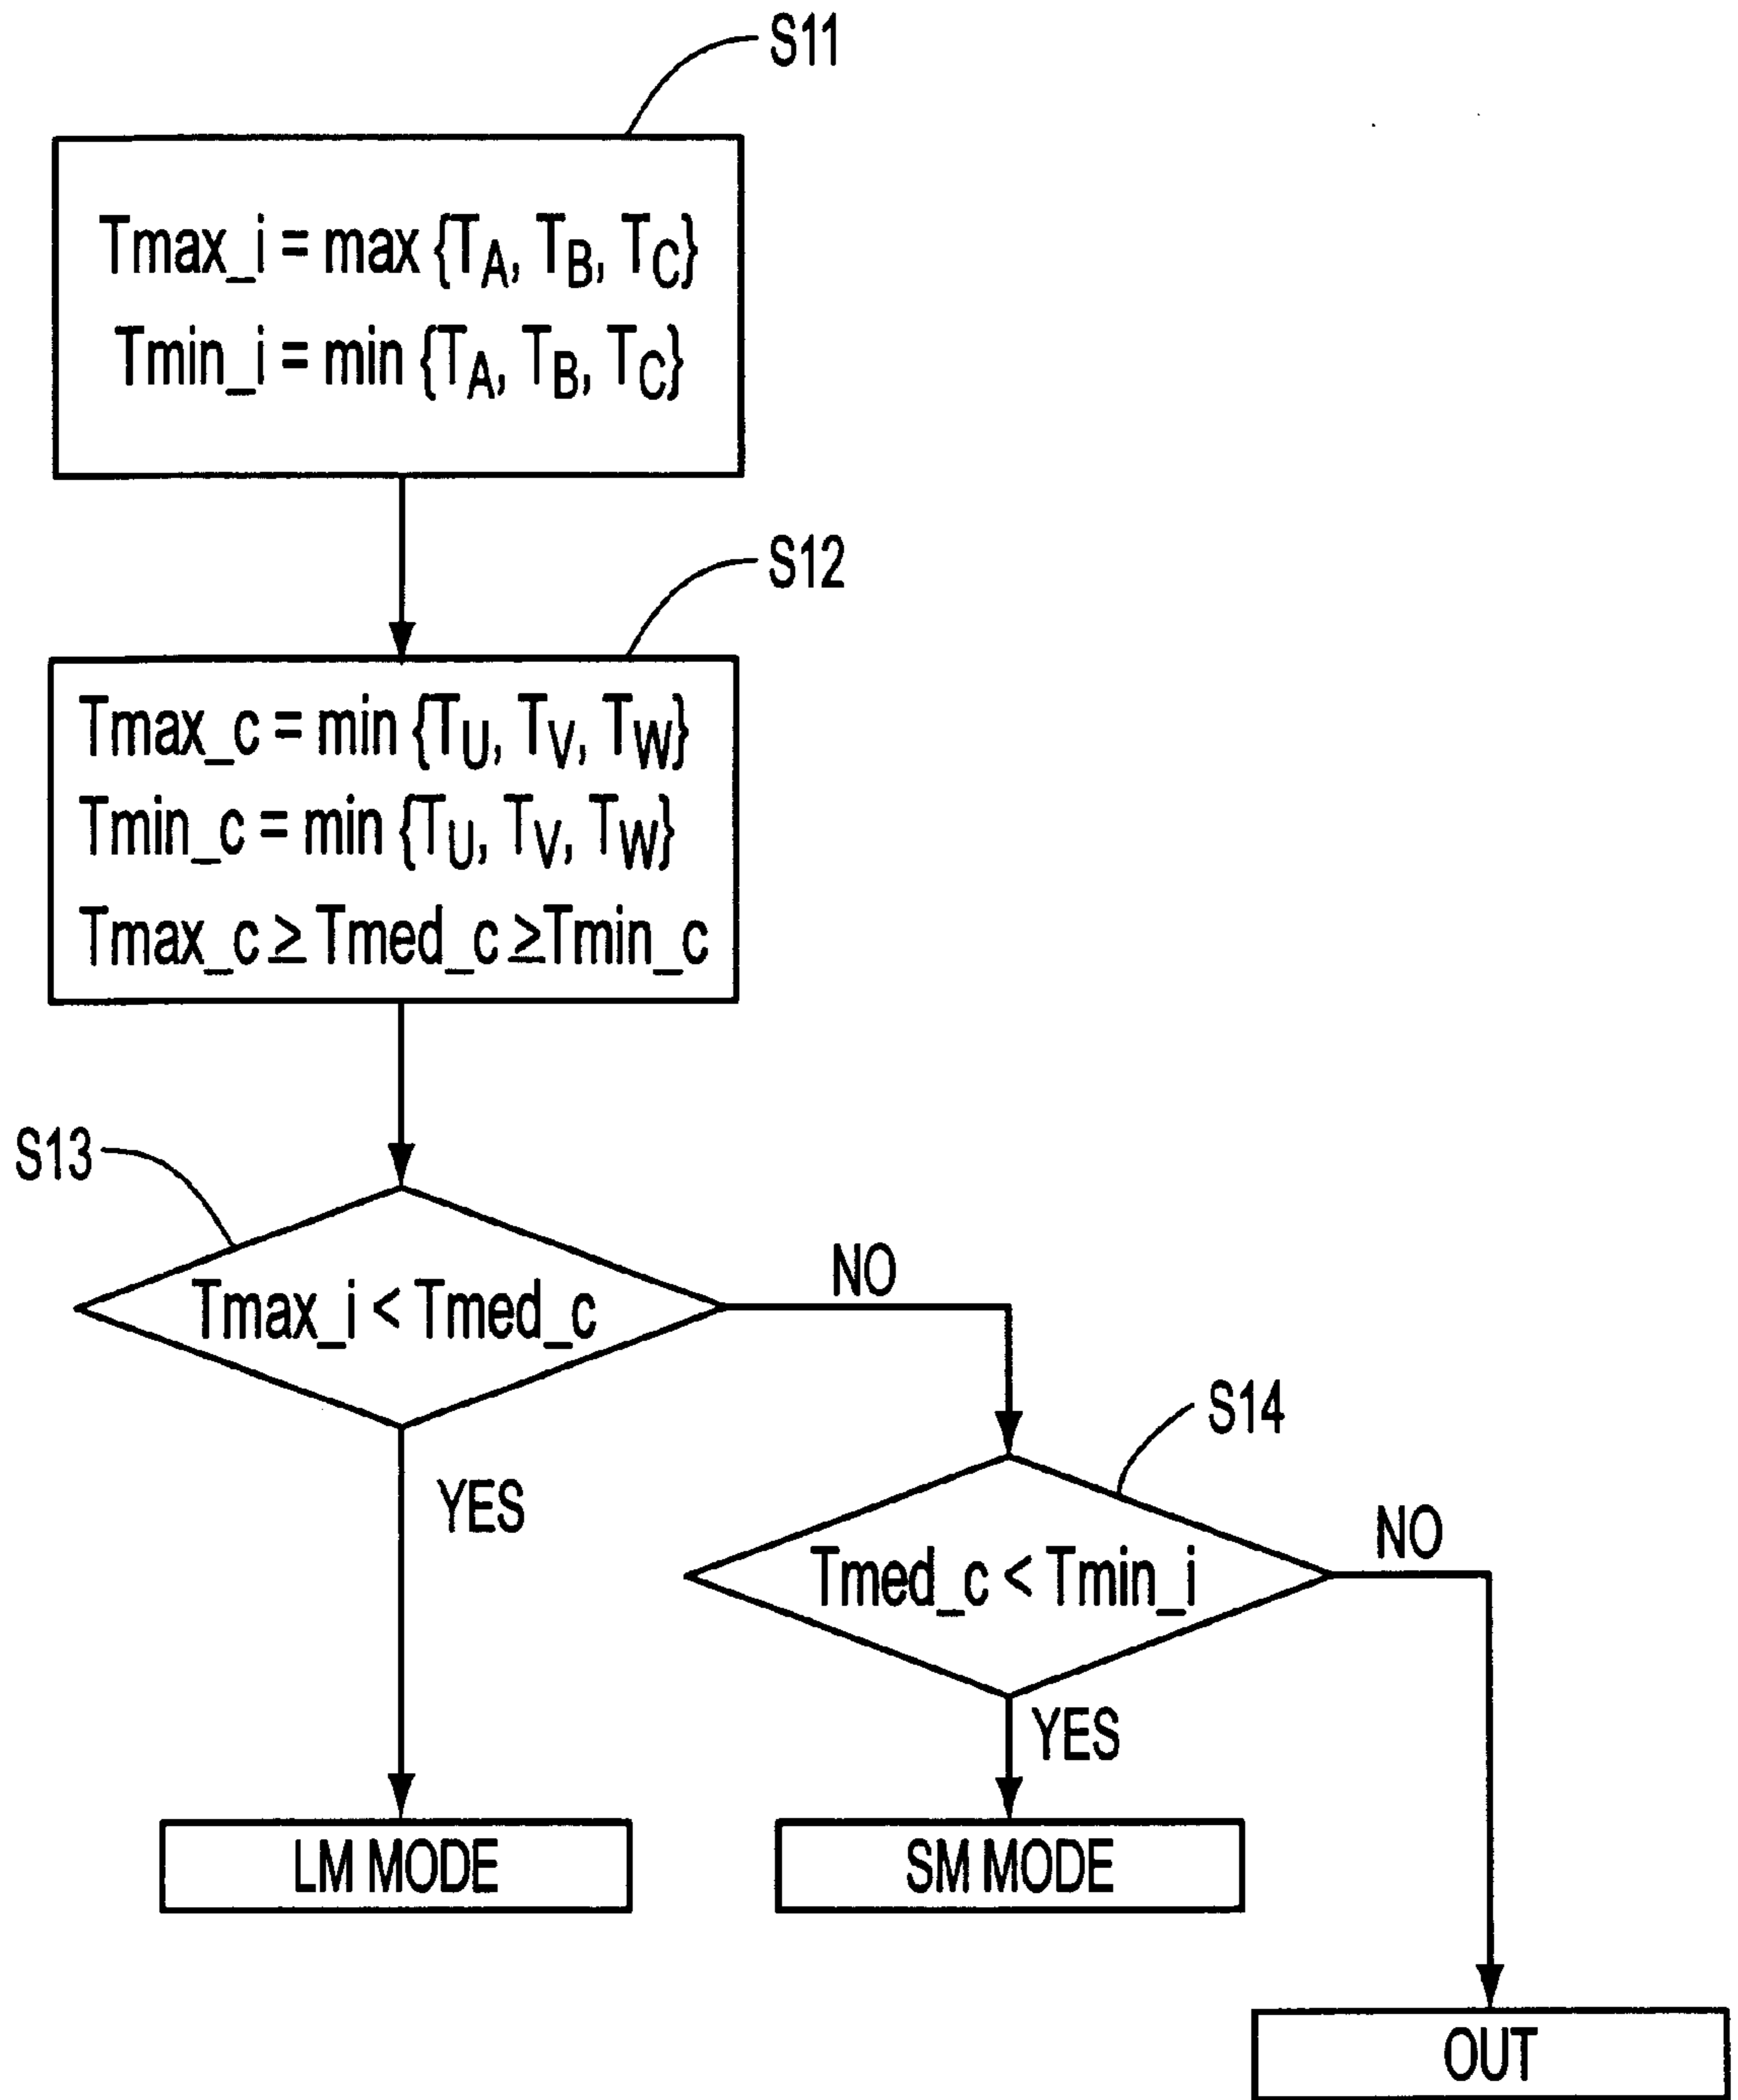 S11
Tmax_i = max {TA, TB, TC}
Tmin_i = min {TA, TB, TC}
S12
Tmax_c = min {TU, TV, TW}
Tmin_c = min {TU, TV, TW}
Tmax_c ≥ Tmed_c ≥ Tmin_c
S13
Tmax_i < Tmed_c
NO
YES
S14
Tmed_c < Tmin_i
NO
YES
LM MODE
SM MODE
OUT